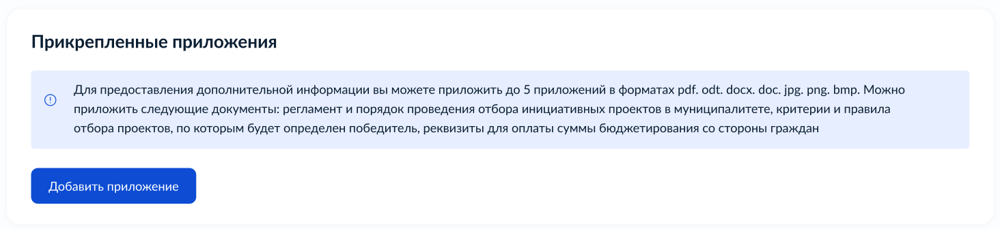 Прикрепленные приложения
Для предоставления дополнительной информации вы можете приложить до 5 приложений в форматах pdf. odt. docx. doc. jpg. png. bmp. Можно
приложить следующие документы: регламент и порядок проведения отбора инициативных проектов в муниципалитете, критерии и правила
отбора проектов, по которым будет определен победитель, реквизиты для оплаты суммы бюджетирования со стороны граждан
Добавить приложение